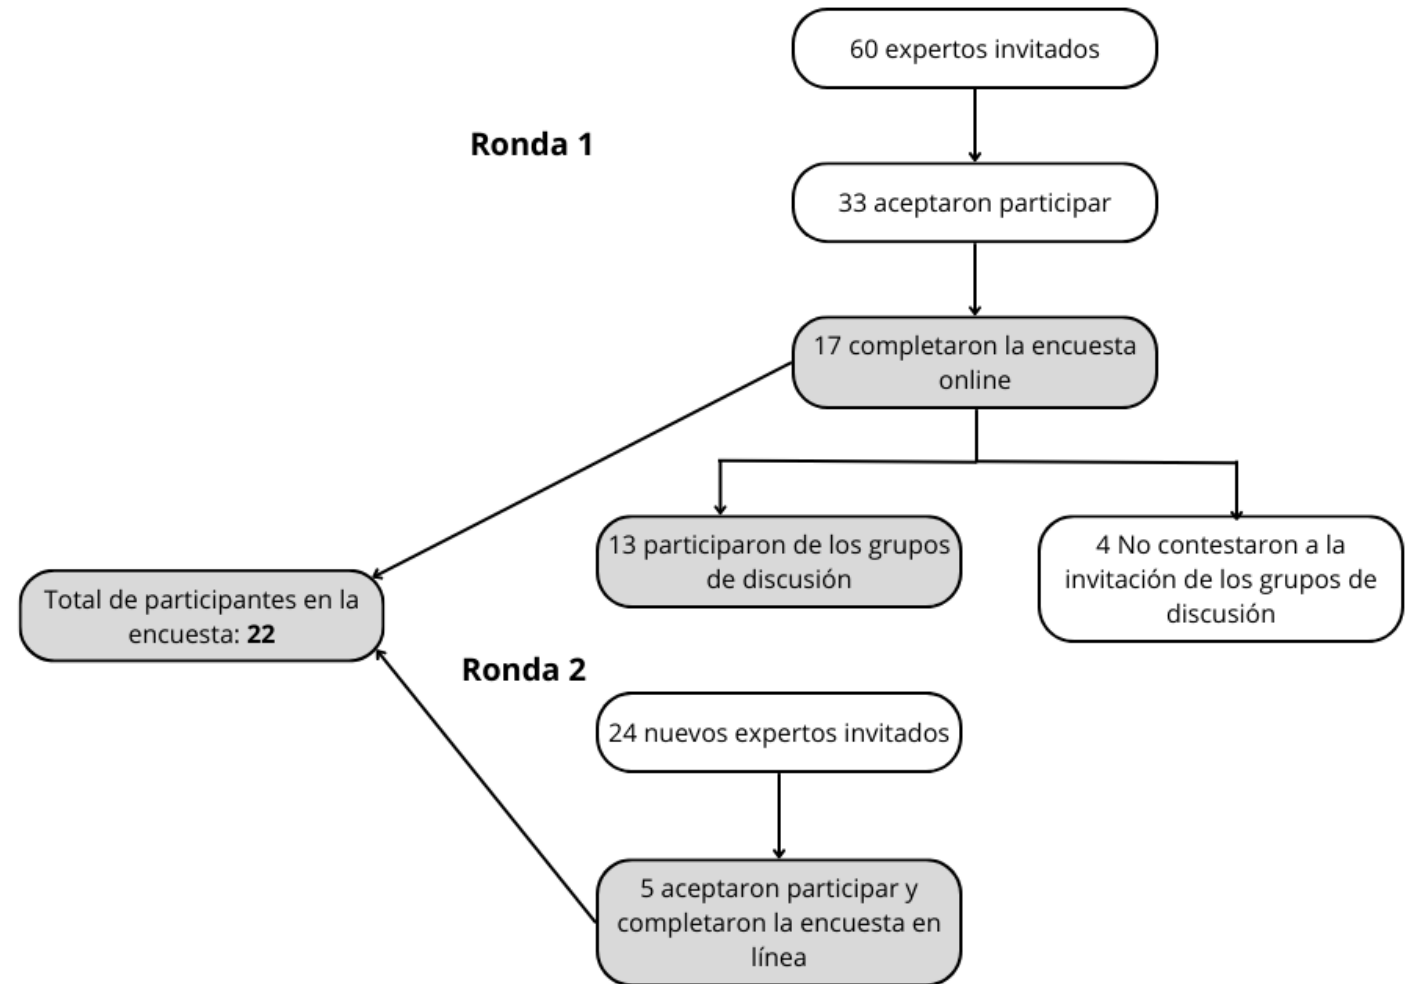 60 expertos invitados
Ronda 1
33 aceptaron participar
17 completaron la encuesta
online
13 participaron de los grupos
de discusión
4 No contestaron a la
invitación de los grupos de
discusión
Total de participantes en la
encuesta: 22
Ronda 2
24 nuevos expertos invitados
5 aceptaron participar y
completaron la encuesta en
línea